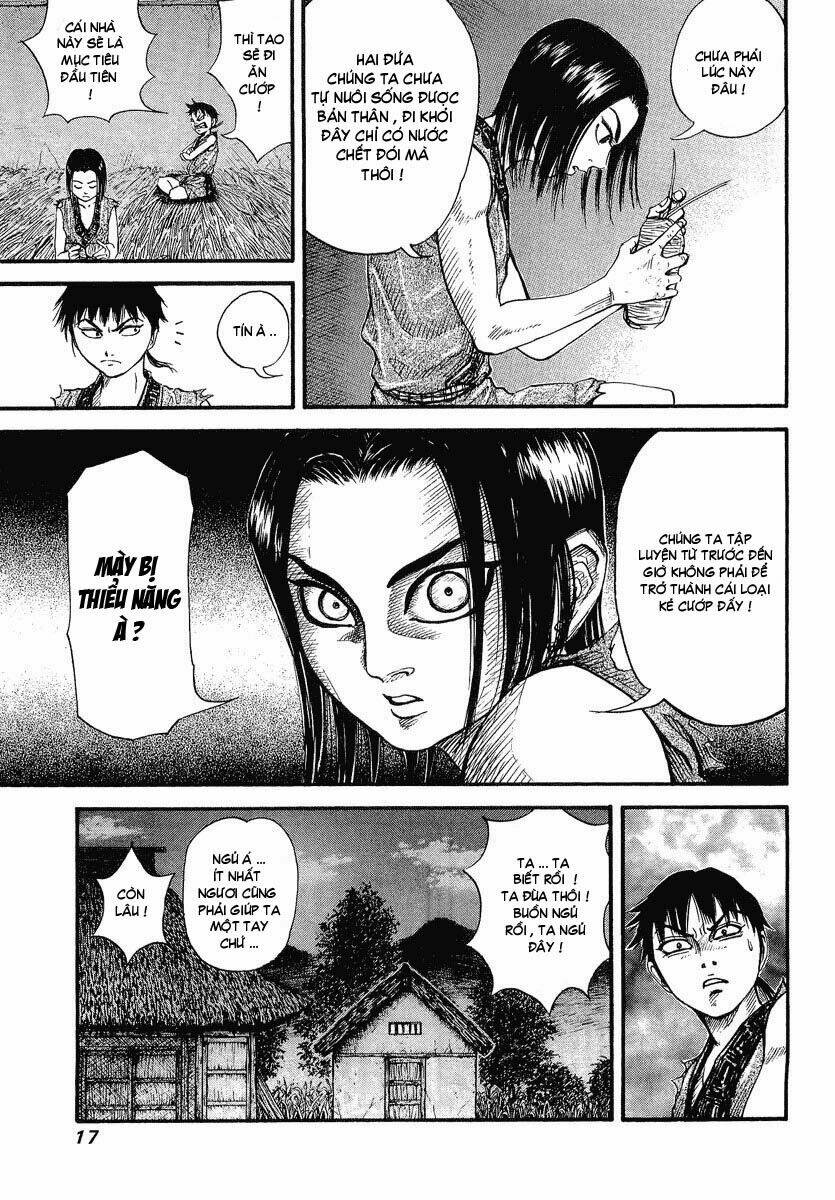 CHƯA PHẢI
LÚC NÀY
ĐÂU !
HAI ĐỨA
CHÚNG TA CHƯA
TỰ NUÔI SỐNG ĐƯỢC
BẢN THÂN , ĐI KHỎI
ĐÂY CHỈ CÓ NƯỚC
CHẾT ĐÓI MÀ
THÔI !
THÌ TAO
SẼ ĐI
ĂN
CƯỚP !
CÁI NHÀ
NÀY SẼ LÀ
MỤC TIÊU
ĐẦU TIÊN
!
TÍN À ..
CHÚNG TA TẬP
LUYỆN TỪ TRƯỚC ĐẾN
GIỜ KHÔNG PHẢI ĐỂ
TRỞ THÀNH CÁI LOẠI
KẺ CƯỚP ĐẤY !
MÀY BỊ
THIỂU NĂNG
À ?
TA ... TA
BIẾT RỒI !
TA ĐÙA THÔI !
BUỒN NGỦ
RỒI , TA NGỦ
ĐÂY !
NGỦ Á ...
ÍT NHẤT
NGƯƠI CŨNG
PHẢI GIÚP TA
MỘT TAY
CHỨ ...
CÒN
LÂU !
17